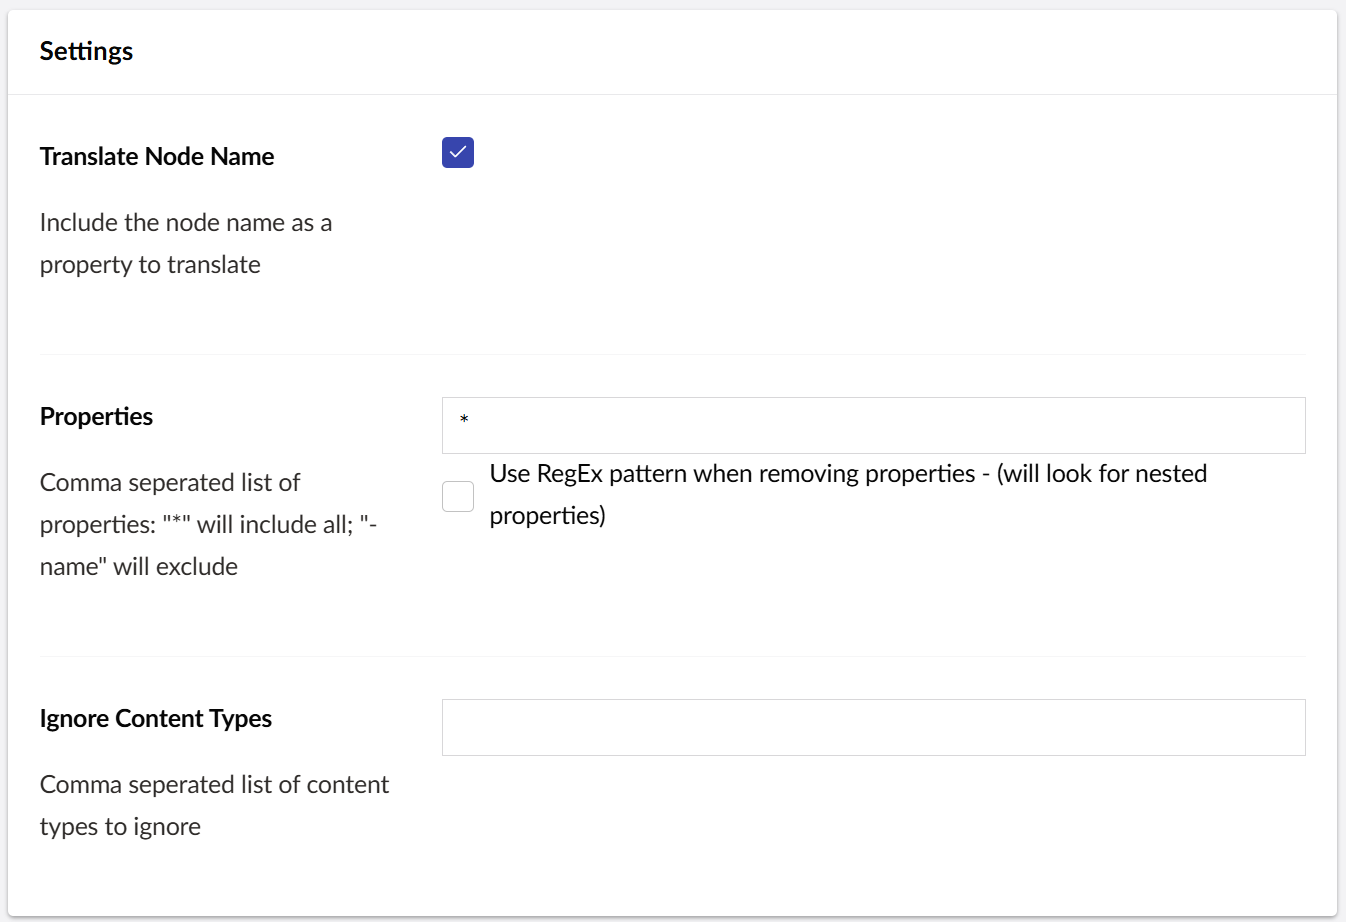 Settings
Translate Node Name
Include the node name as a
property to translate
Properties
*
Comma seperated list of
properties: "*" will include all; "-
name" will exclude
Use RegEx pattern when removing properties - (will look for nested
properties)
Ignore Content Types
Comma seperated list of content
types to ignore